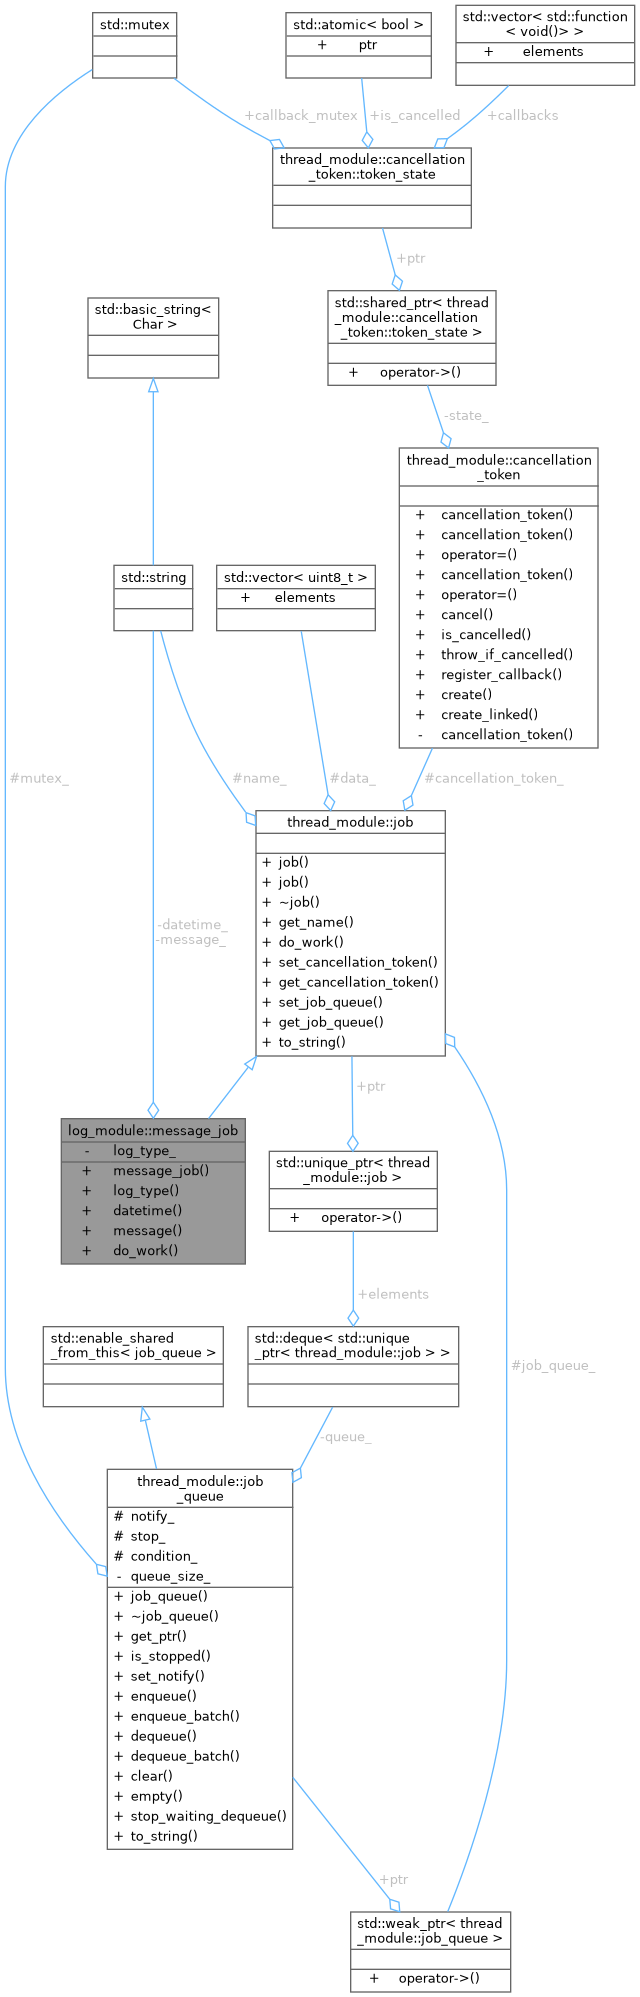 std::mutex
std::atomic< bool >
+ ptr
std::vector< std::function
< void()> >
+ elements
+callback_mutex
+is_cancelled
+callbacks
thread_module::cancellation
_token::token_state
+ptr
std::basic_string<
Char >
std::shared_ptr< thread
_module::cancellation
_token::token_state >
+ operator->()
-state_
thread_module::cancellation
_token
+ cancellation_token()
+ cancellation_token()
+ operator=()
+ cancellation_token()
+ operator=()
+ cancel()
+ is_cancelled()
+ throw_if_cancelled()
+ register_callback()
+ create()
+ create_linked()
- cancellation_token()
std::string
std::vector< uint8_t >
+ elements
#mutex_
#name_
#data_
#cancellation_token_
thread_module::job
+ job()
+ job()
+ ~job()
+ get_name()
+ do_work()
+ set_cancellation_token()
+ get_cancellation_token()
+ set_job_queue()
+ get_job_queue()
+ to_string()
-datetime_
-message_
+ptr
log_module::message_job
- log_type_
+ message_job()
+ log_type()
+ datetime()
+ message()
+ do_work()
std::unique_ptr< thread
_module::job >
+ operator->()
+elements
#job_queue_
std::enable_shared
_from_this< job_queue >
std::deque< std::unique
_ptr< thread_module::job > >
-queue_
thread_module::job
_queue
# notify_
# stop_
# condition_
- queue_size_
+ job_queue()
+ ~job_queue()
+ get_ptr()
+ is_stopped()
+ set_notify()
+ enqueue()
+ enqueue_batch()
+ dequeue()
+ dequeue_batch()
+ clear()
+ empty()
+ stop_waiting_dequeue()
+ to_string()
+ptr
std::weak_ptr< thread
_module::job_queue >
+ operator->()